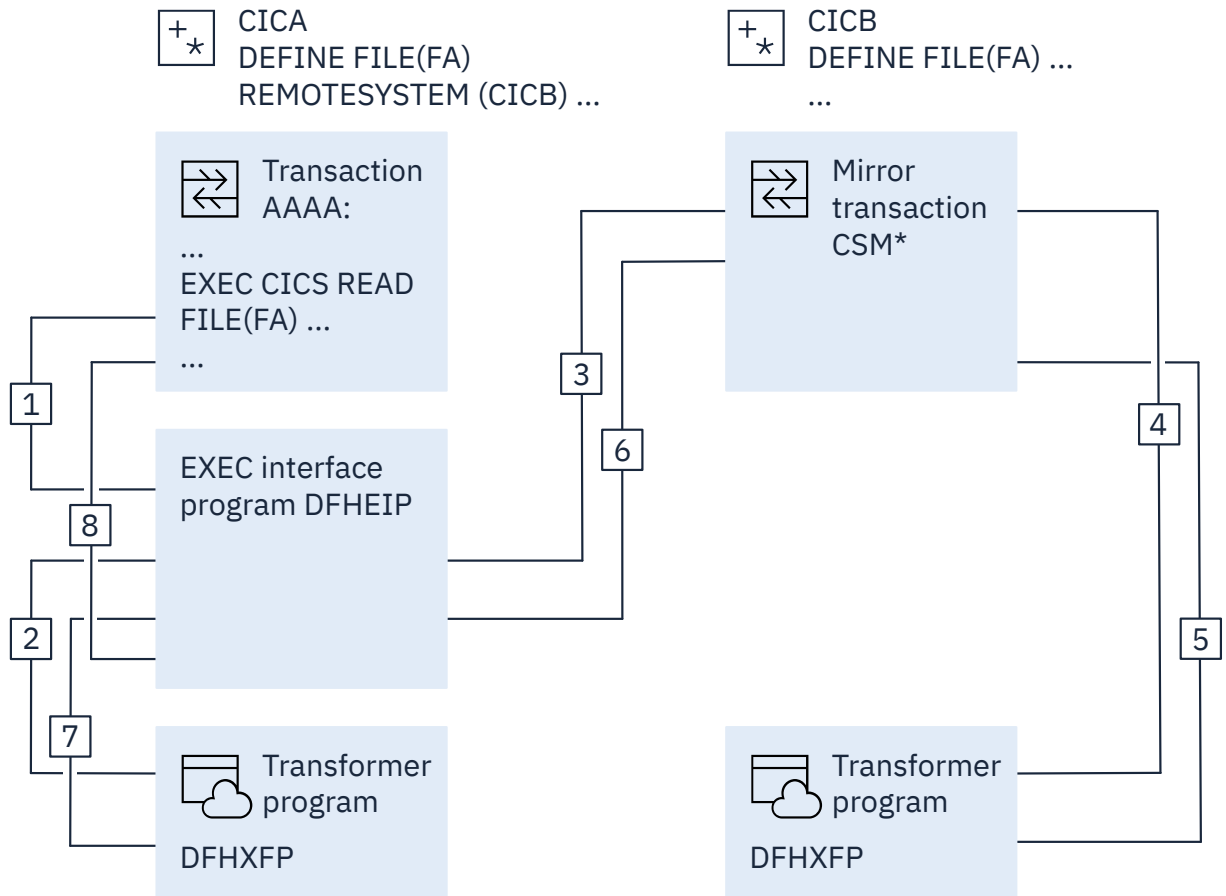 CICA
DEFINE FILE(FA)
REMOTESYSTEM (CICB) ...
CICB
DEFINE FILE(FA) ...
...
Transaction
AAAA:
...
EXEC CICS READ
FILE(FA) ...
...
Mirror
transaction
CSM*
1
3
4
6
EXEC interface
program DFHEIP
8
2
5
7
Transformer
program
DFHXFP
Transformer
program
DFHXFP